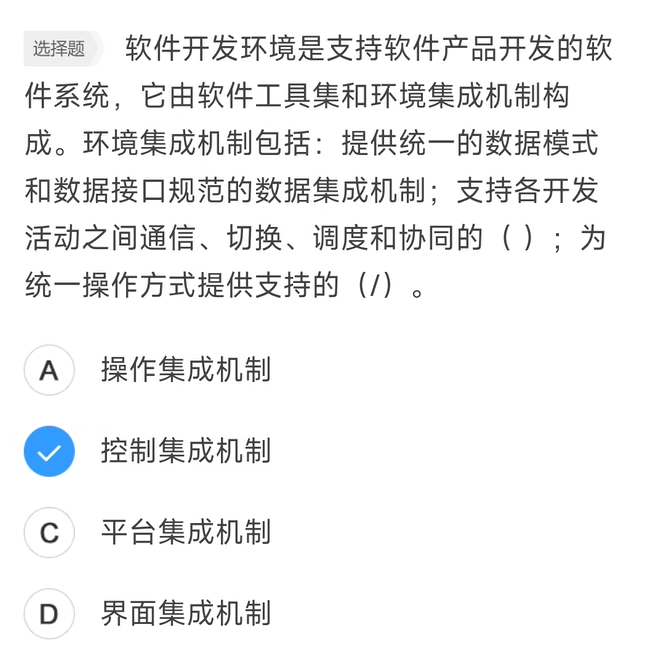 选择题 软件开发环境是支持软件产品开发的软
件系统，它由软件工具集和环境集成机制构
成。环境集成机制包括：提供统一的数据模式
和数据接口规范的数据集成机制；支持各开发
活动之间通信、切换、调度和协同的（ ）；为
统一操作方式提供支持的（/）。
A 操作集成机制
控制集成机制
C 平台集成机制
D 界面集成机制